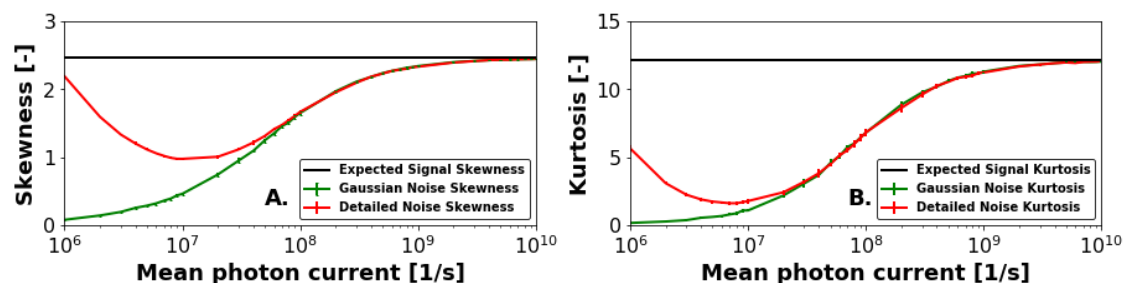 3
2
1
0
Skewness [-]
Expected Signal Skewness
Gaussian Noise Skewness
Detailed Noise Skewness
A.
10^6 10^7 10^8 10^9 10^10
Mean photon current [1/s]
15
10
5
0
Kurtosis [-]
Expected Signal Kurtosis
Gaussian Noise Kurtosis
Detailed Noise Kurtosis
B.
10^6 10^7 10^8 10^9 10^10
Mean photon current [1/s]